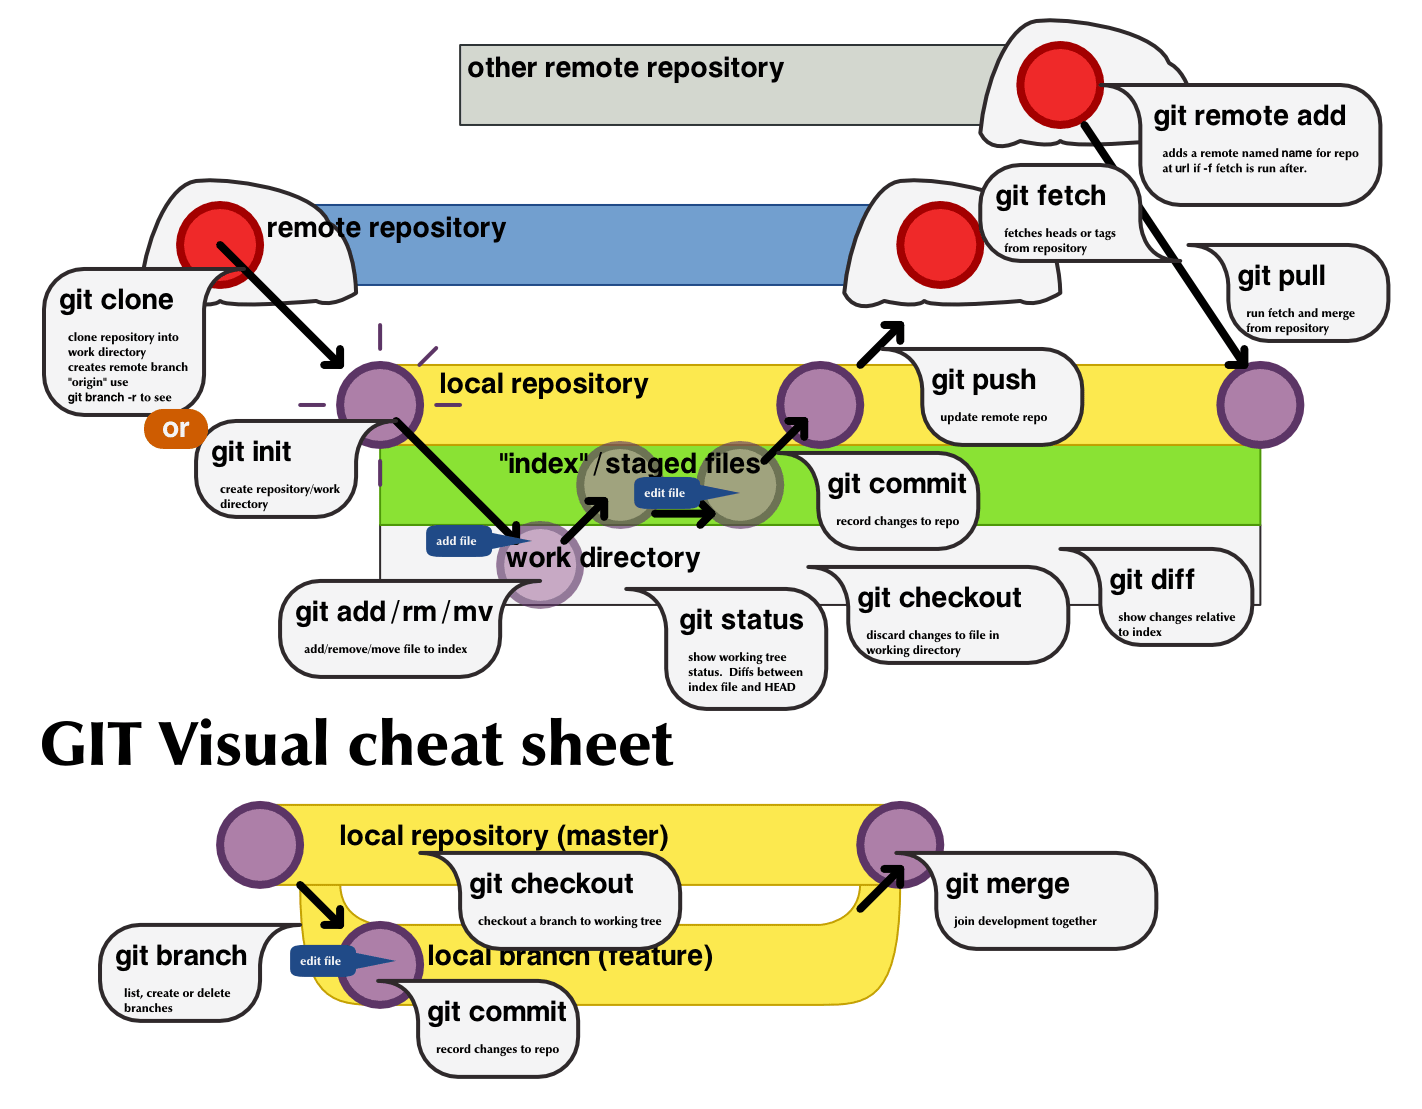 other remote repository
git remote add
adds a remote named name for repo
at url if -f fetch is run after.
git fetch
fetches heads or tags
from repository
remote repository
git pull
run fetch and merge
from repository
git clone
clone repository into
work directory
creates remote branch
"origin" use
git branch -r to see
or
git init
create repository/work
directory
local repository
git push
update remote repo
"index"/staged files
edit file
git commit
record changes to repo
add file
work directory
git add/rm/mv
add/remove/move file to index
git status
show working tree
status. Diffs between
index file and HEAD
git checkout
discard changes to file in
working directory
git diff
show changes relative
to index
GIT Visual cheat sheet
local repository (master)
git checkout
checkout a branch to working tree
git merge
join development together
git branch
list, create or delete
branches
edit file
local branch (feature)
git commit
record changes to repo